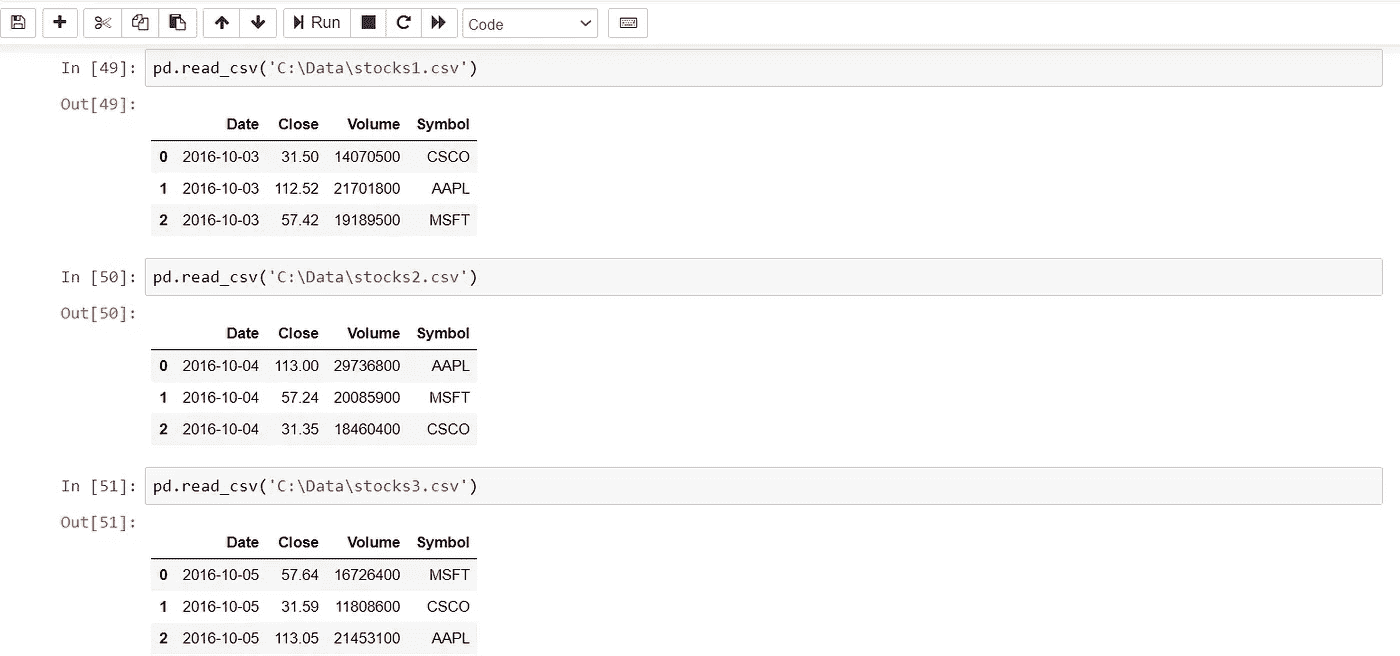 Run Code
In [49]: pd.read_csv('C:\Data\stocks1.csv')
Out[49]:
Date Close Volume Symbol
0 2016-10-03 31.50 14070500 CSCO
1 2016-10-03 112.52 21701800 AAPL
2 2016-10-03 57.42 19189500 MSFT
In [50]: pd.read_csv('C:\Data\stocks2.csv')
Out[50]:
Date Close Volume Symbol
0 2016-10-04 113.00 29736800 AAPL
1 2016-10-04 57.24 20085900 MSFT
2 2016-10-04 31.35 18460400 CSCO
In [51]: pd.read_csv('C:\Data\stocks3.csv')
Out[51]:
Date Close Volume Symbol
0 2016-10-05 57.64 16726400 MSFT
1 2016-10-05 31.59 11808600 CSCO
2 2016-10-05 113.05 21453100 AAPL